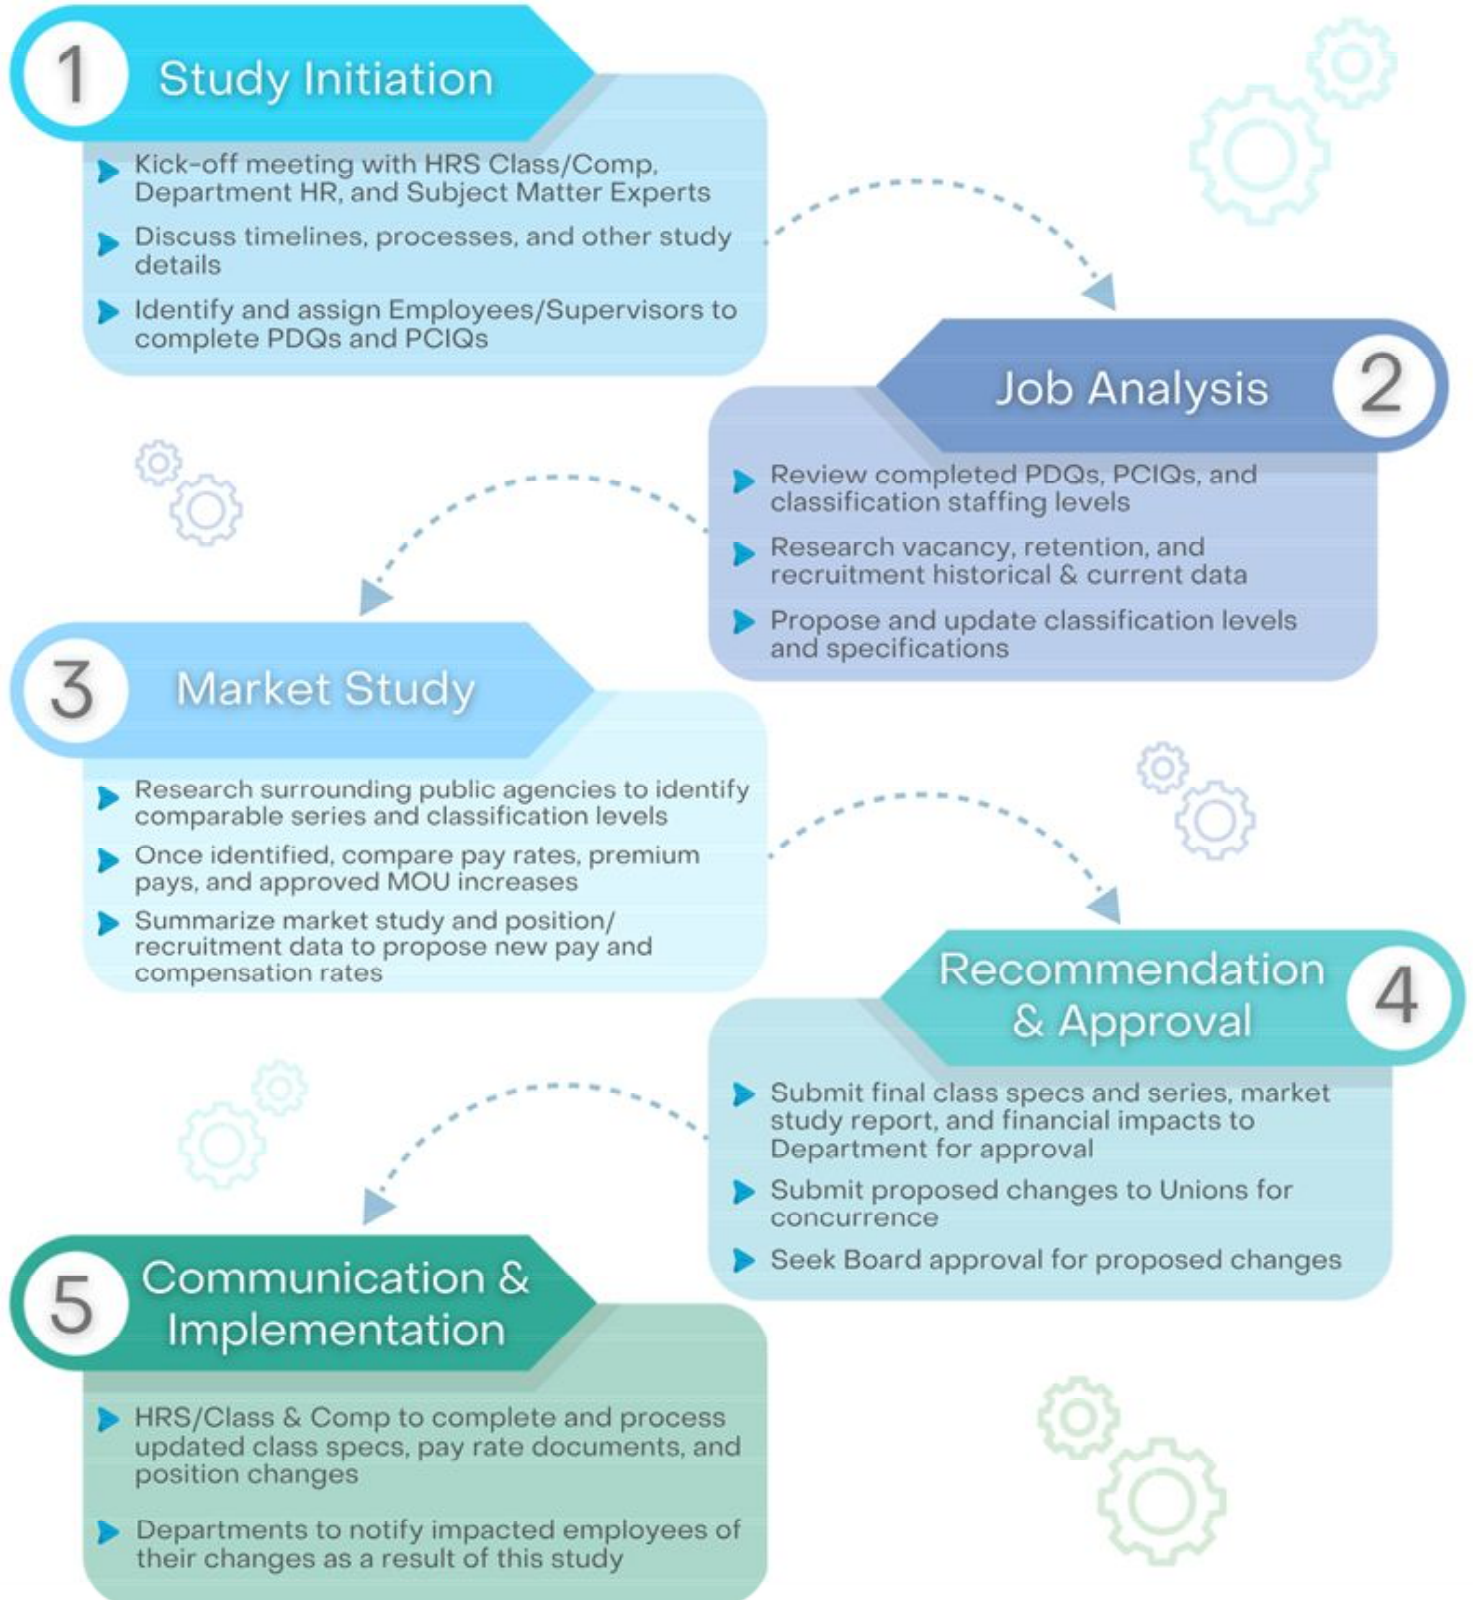 1
Study Initiation
Kick-off meeting with HRS Class/Comp,
Department HR, and Subject Matter Experts
Discuss timelines, processes, and other study
details
Identify and assign Employees/Supervisors to
complete PDQs and PCIQs
Job Analysis
2
Review completed PDQs, PCIQs, and
classification staffing levels
Research vacancy, retention, and
recruitment historical & current data
Propose and update classification levels
and specifications
3
Market Study
Research surrounding public agencies to identify
comparable series and classification levels
Once identified, compare pay rates, premium
pays, and approved MOU increases
Summarize market study and position/
recruitment data to propose new pay and
compensation rates
Recommendation
& Approval
4
Submit final class specs and series, market
study report, and financial impacts to
Department for approval
Submit proposed changes to Unions for
concurrence
Seek Board approval for proposed changes
5
Communication &
Implementation
HRS/Class & Comp to complete and process
updated class specs, pay rate documents, and
position changes
Departments to notify impacted employees of
their changes as a result of this study